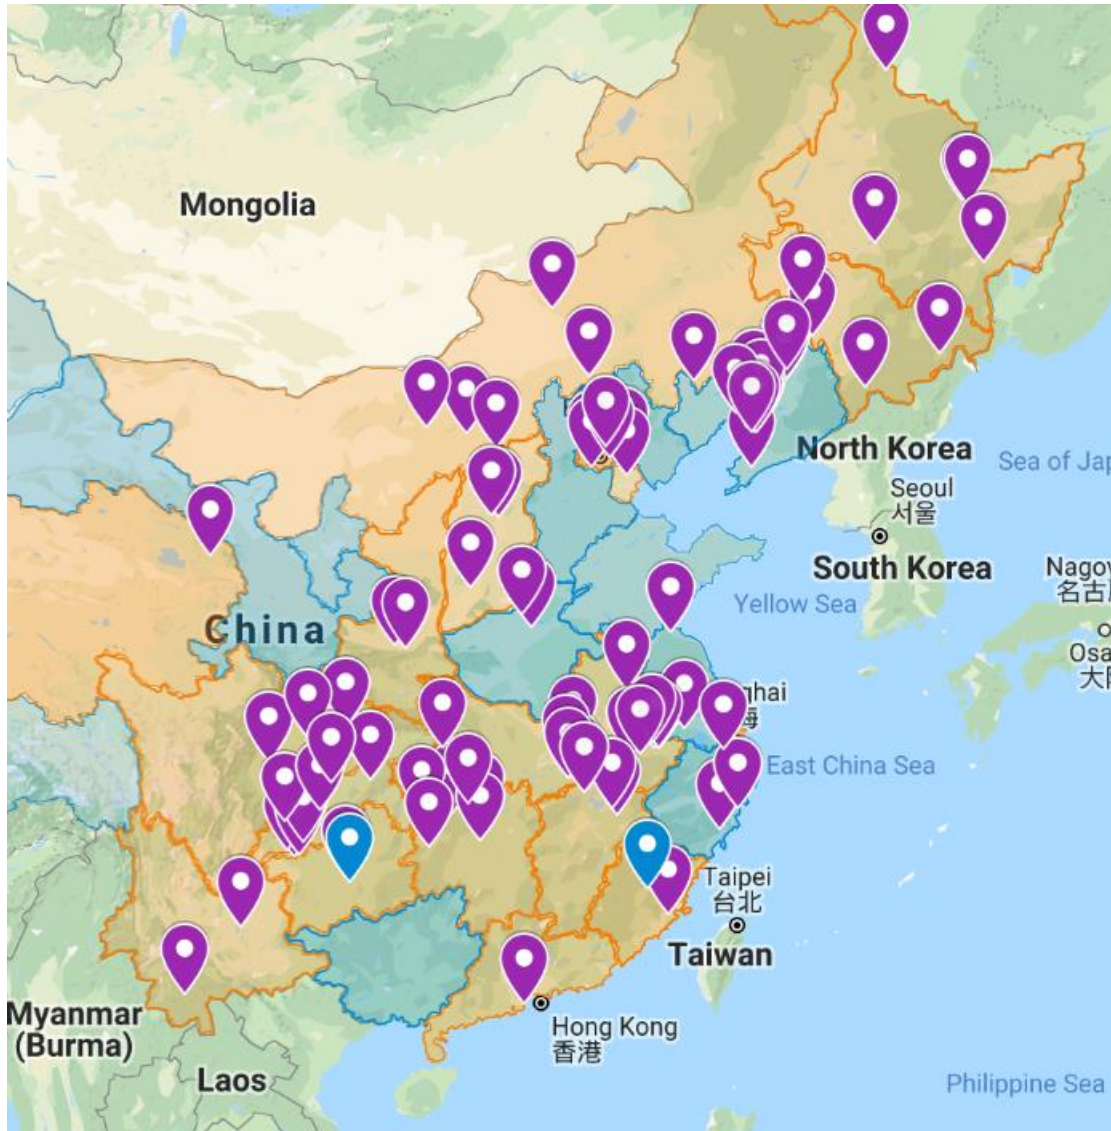 Mongolia
North Korea
Sea of Jap
Seoul
서울
South Korea
Nagoy
名古
Yellow Sea
China
Osa
大阪
ghai
海
East China Sea
Taipei
台北
Taiwan
Myanmar
(Burma)
Hong Kong
香港
Laos
Philippine Sea